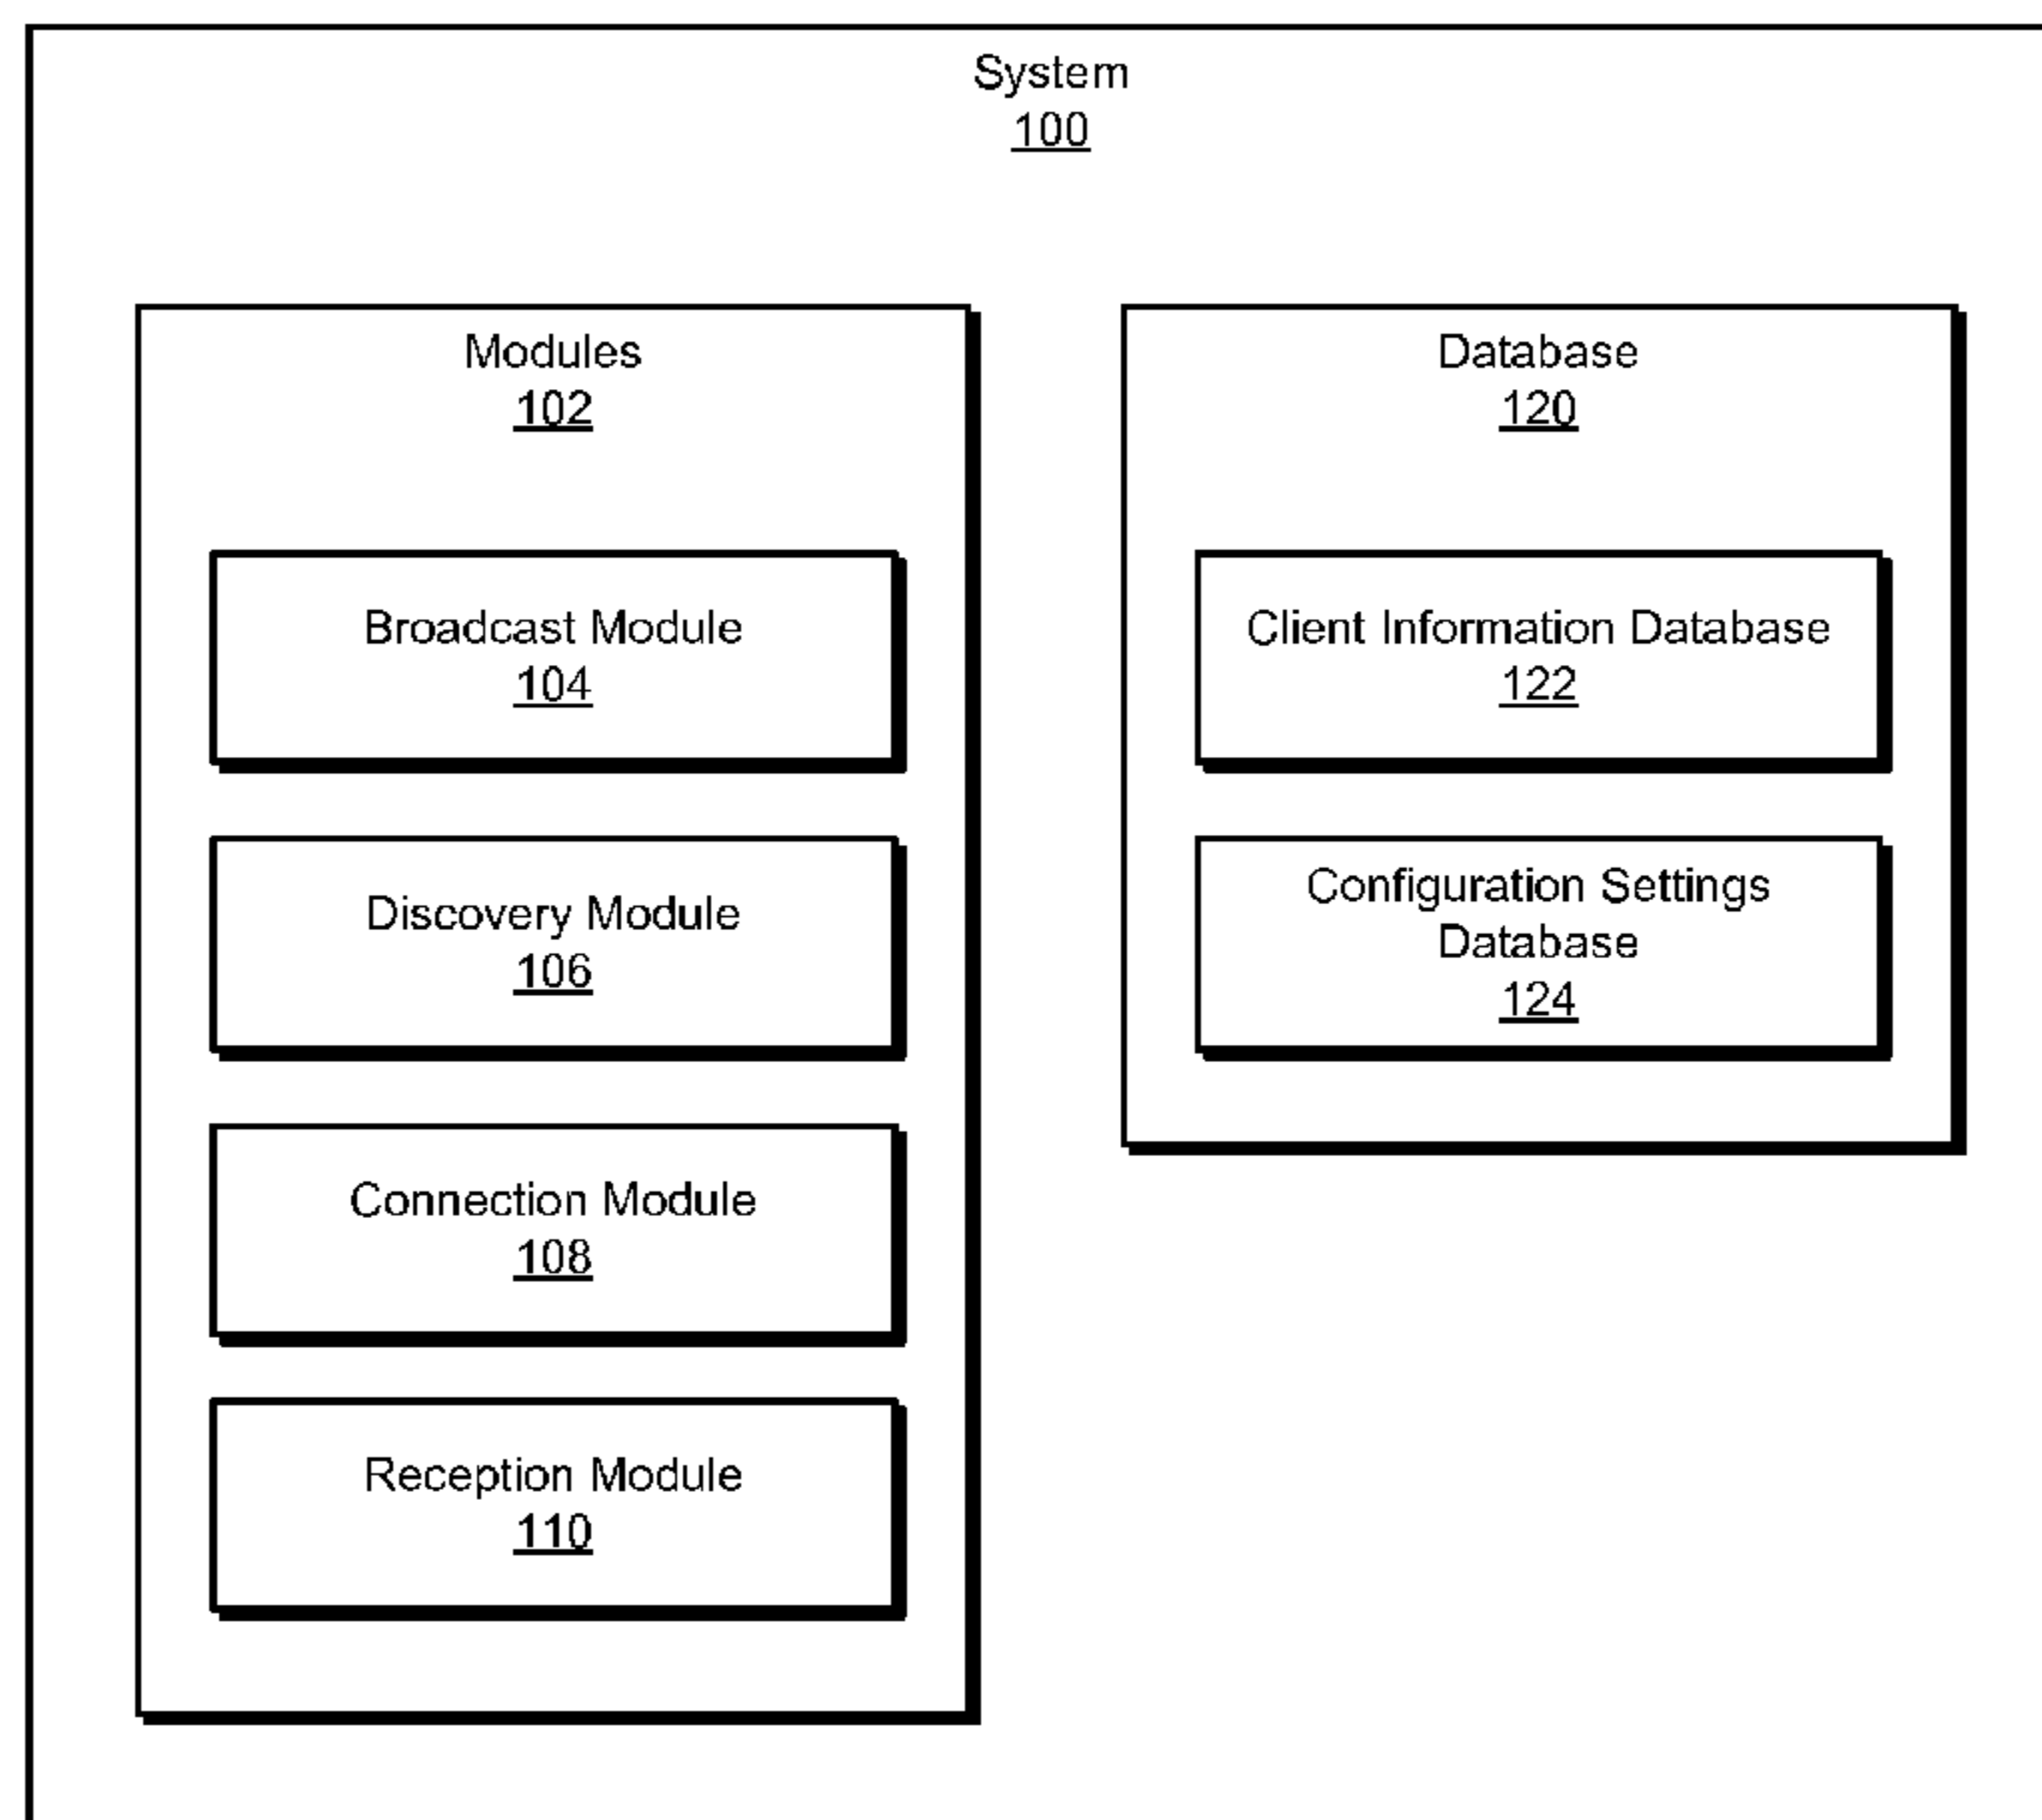 System
100
Modules
102
Broadcast Module
104
Discovery Module
106
Connection Module
108
Reception Module
110
Database
120
Client Information Database
122
Configuration Settings
Database
124